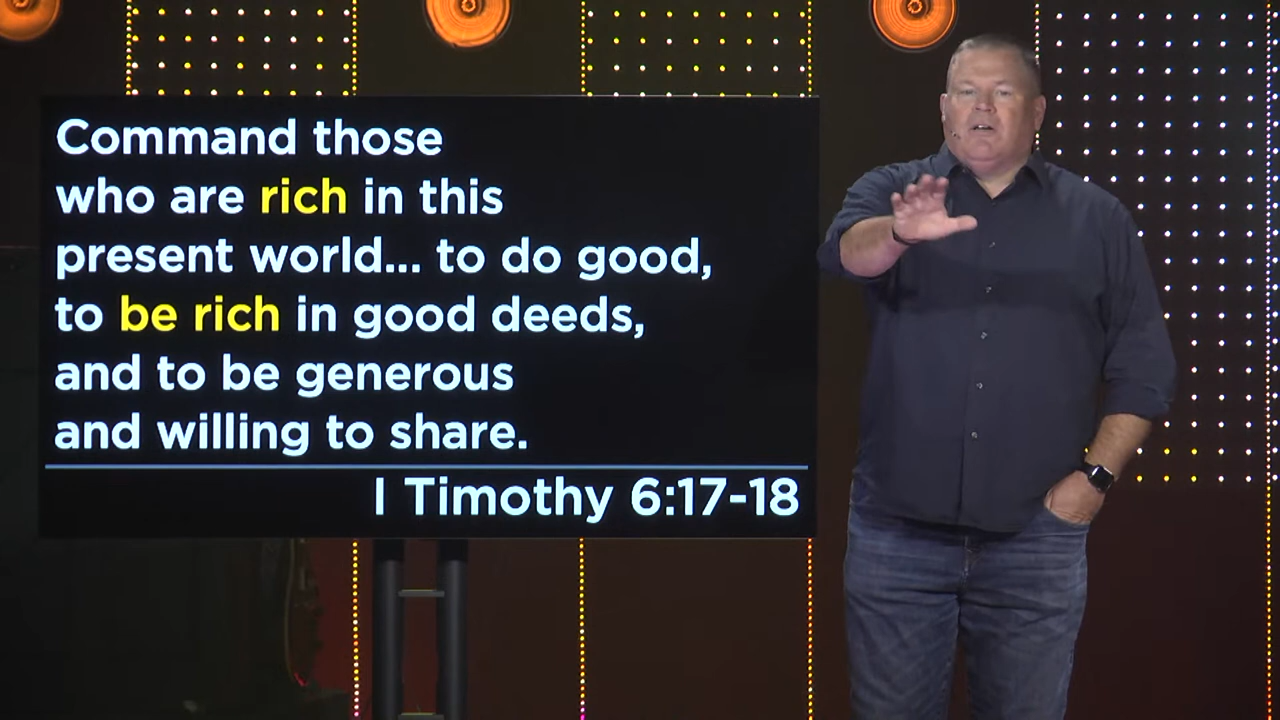 Command those
who are rich in this
present world... to do good,
to be rich in good deeds,
and to be generous
and willing to share.
I Timothy 6:17-18